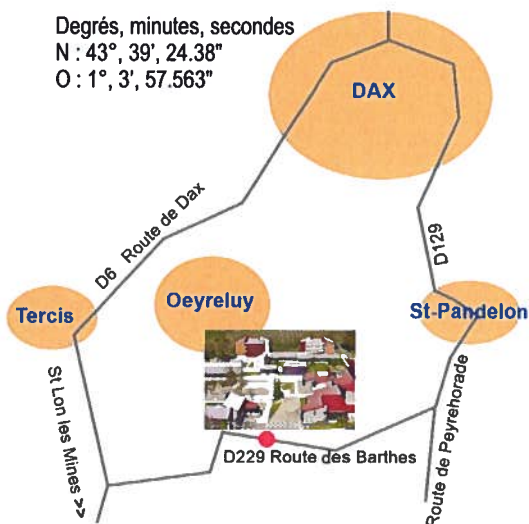 Degrés, minutes, secondes
N : 43°, 39', 24.38"
O : 1°, 3', 57.563"
DAX
D6 Route de Dax
D129
Tercis
Oeyreluy
St-Pandelon
St Lon les Mines >>
D229 Route des Barthes
Route de Peyrehorade